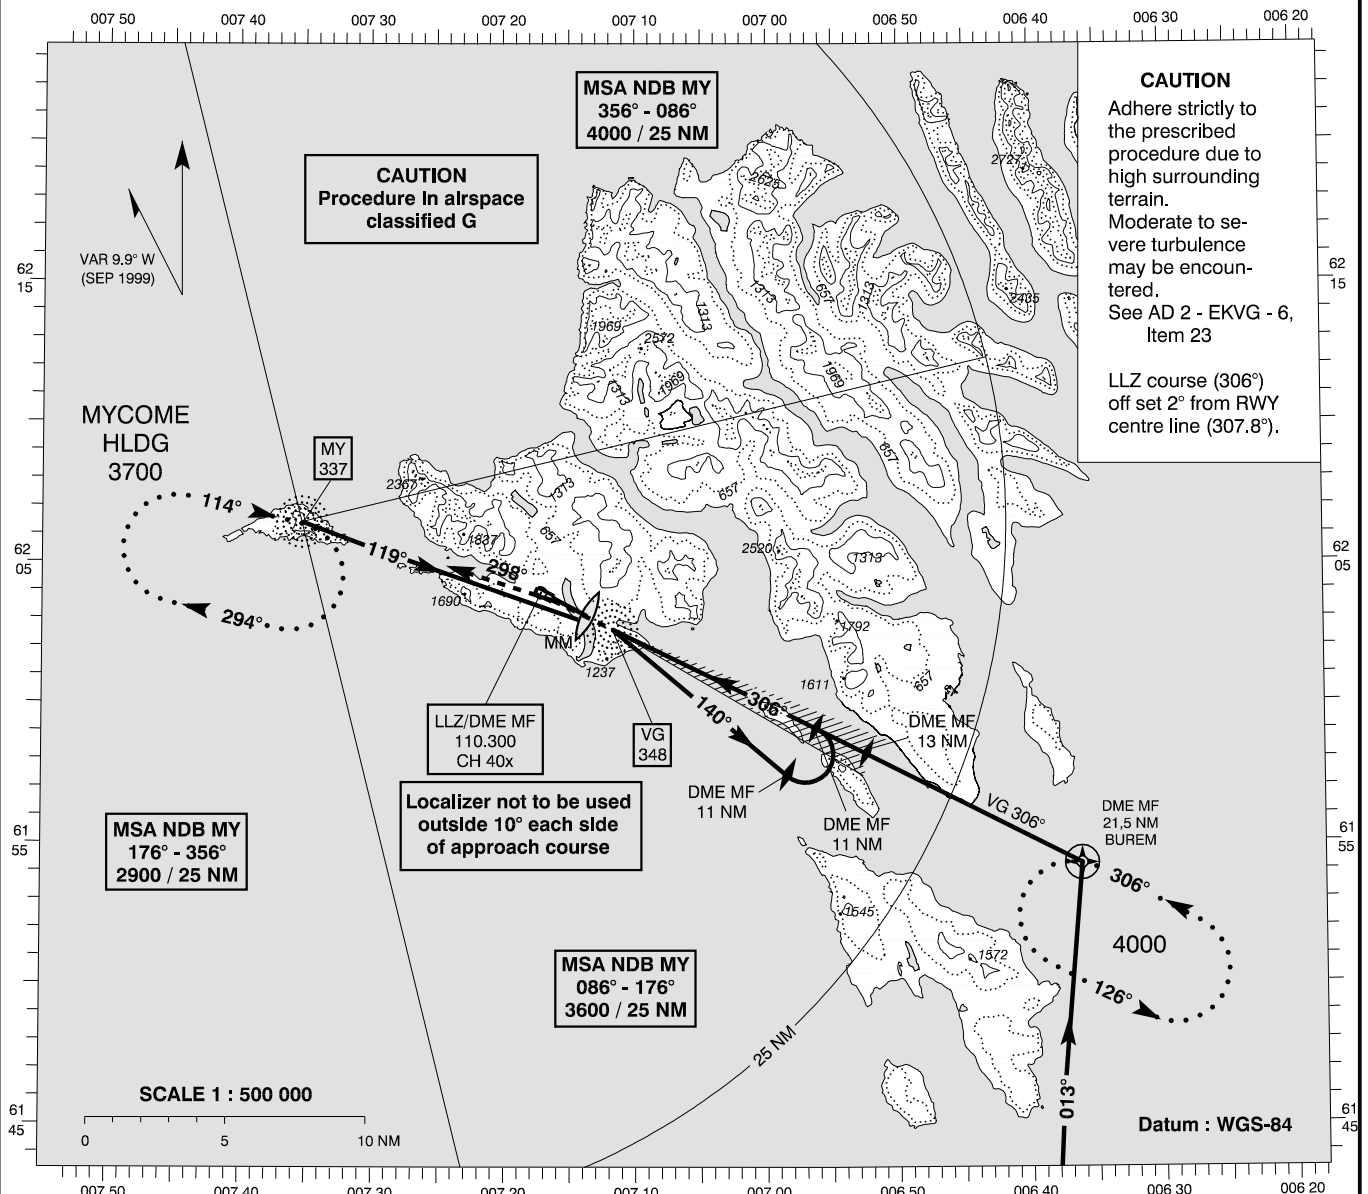 007 50
007 40
007 30
007 20
007 10
007 00
006 50
006 40
006 30
006 20
MSA NDB MY
356° - 086°
4000 / 25 NM
CAUTION
Procedure in airspace
classified G
CAUTION
Adhere strictly to
the prescribed
procedure due to
high surrounding
terrain.
Moderate to se-
vere turbulence
may be encoun-
tered.
See AD 2 - EKVG - 6,
Item 23
LLZ course (306°)
off set 2° from RWY
centre line (307.8°).
VAR 9.9° W
(SEP 1999)
62
15
62
15
2727
2435
2625
1313
657
1313
1313
1969
2572
1969
1313
1969
657
657
MYCOME
HLDG
3700
MY
337
114°
294°
119°
298°
2367
1313
1837
657
1690
62
05
62
05
2520
1313
1792
657
1611
MM
1237
306°
140°
LLZ/DME MF
110.300
CH 40x
VG
348
DME MF
13 NM
DME MF
11 NM
DME MF
11 NM
VG 306°
DME MF
21,5 NM
BUREM
Localizer not to be used
outside 10° each side
of approach course
MSA NDB MY
176° - 356°
2900 / 25 NM
61
55
61
55
306°
4000
126°
1545
1572
MSA NDB MY
086° - 176°
3600 / 25 NM
25 NM
013°
SCALE 1 : 500 000
0
5
10 NM
Datum : WGS-84
61
45
61
45
007 50
007 40
007 30
007 20
007 10
007 00
006 50
006 40
006 30
006 20